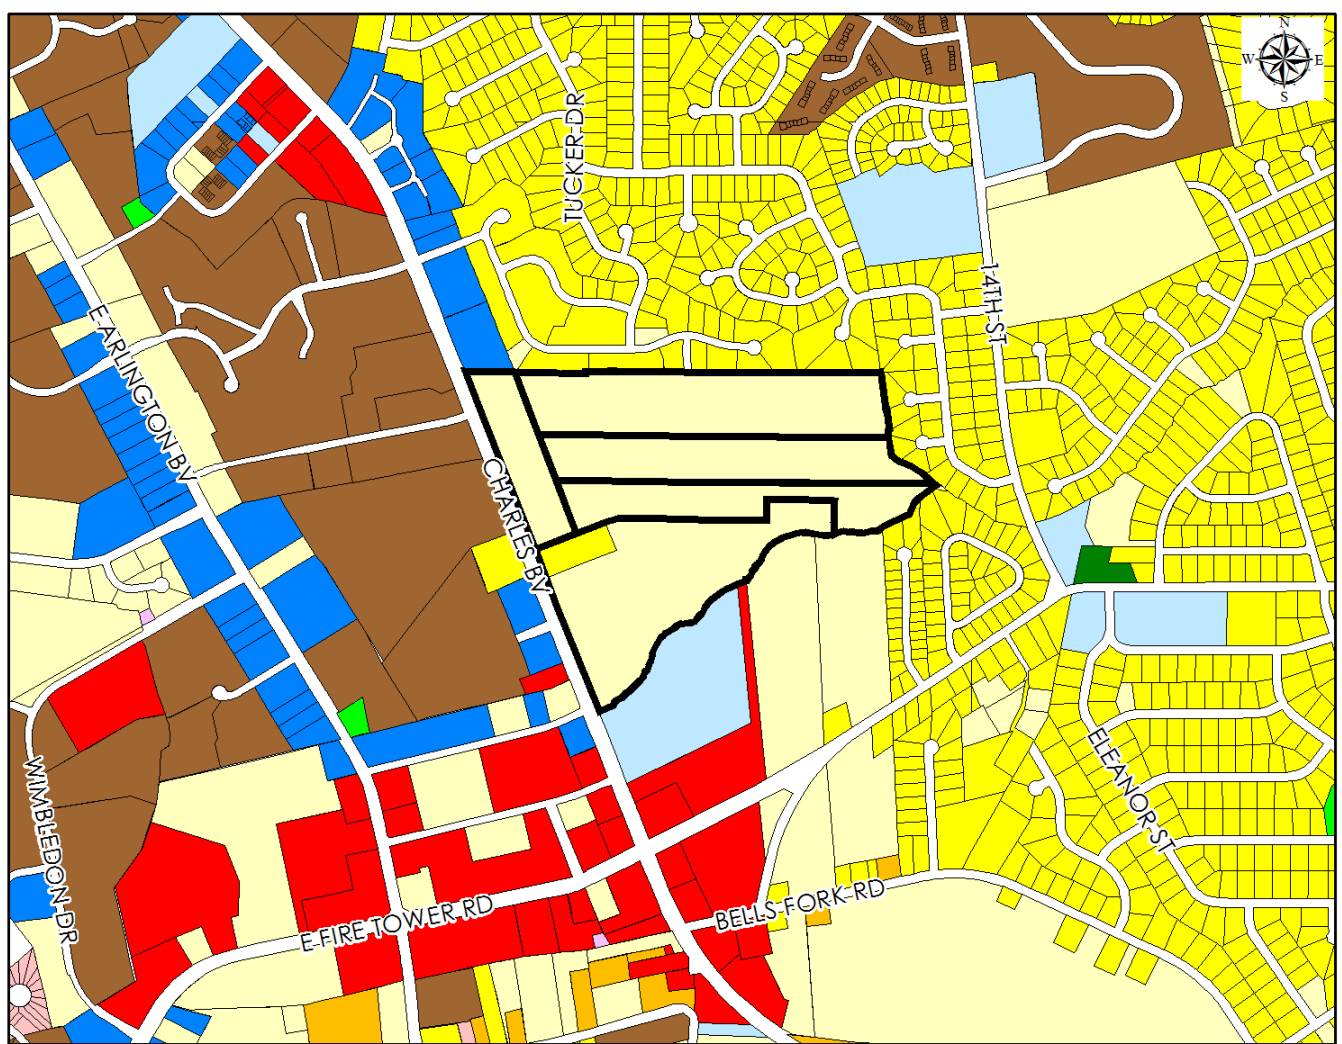 N
W E
S
TUCKER DR
14TH ST
E ARLINGTON BV
CHARLES BV
WIMBLEDON DR
ELEANOR ST
BELLS FORK RD
E FIRE TOWER RD